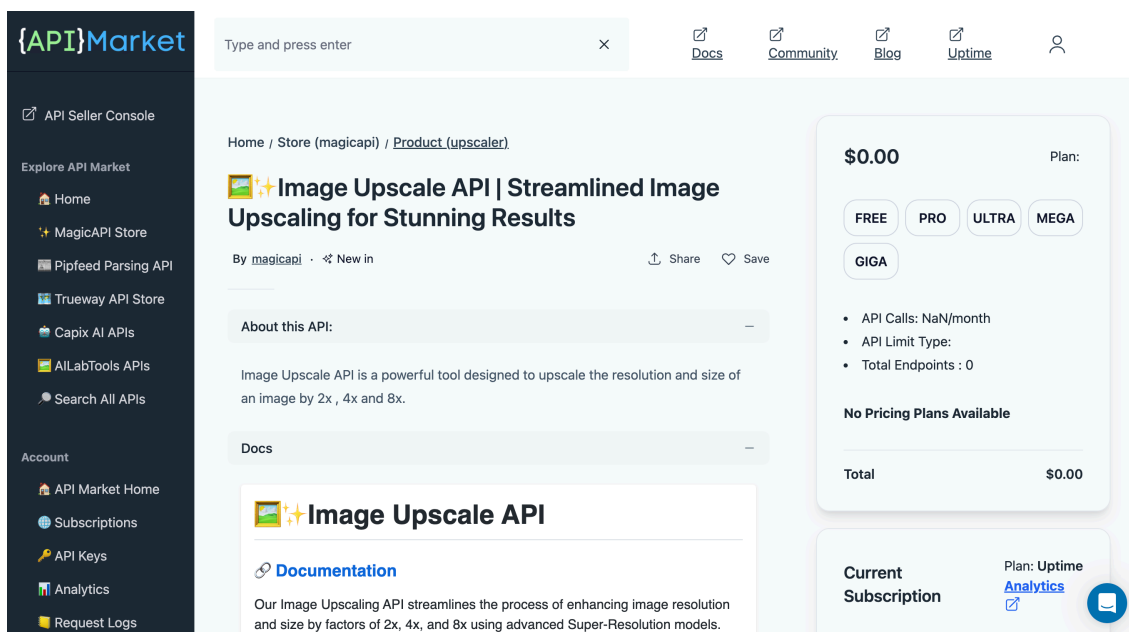 {API}Market
Type and press enter
Docs
Community
Blog
Uptime
API Seller Console
Explore API Market
Home
MagicAPI Store
Pipfeed Parsing API
Trueway API Store
Capix AI APIs
AILabTools APIs
Search All APIs
Account
API Market Home
Subscriptions
API Keys
Analytics
Request Logs
Home / Store (magicapi) / Product (upscaler)
🖼️✨Image Upscale API | Streamlined Image
Upscaling for Stunning Results
By magicapi · New in
Share
Save
About this API:
Image Upscale API is a powerful tool designed to upscale the resolution and size of
an image by 2x , 4x and 8x.
Docs
🖼️✨Image Upscale API
🔗 Documentation
Our Image Upscaling API streamlines the process of enhancing image resolution
and size by factors of 2x, 4x, and 8x using advanced Super-Resolution models.
$0.00
Plan:
FREE
PRO
ULTRA
MEGA
GIGA
• API Calls: NaN/month
• API Limit Type:
• Total Endpoints : 0
No Pricing Plans Available
Total
$0.00
Current
Subscription
Plan: Uptime
Analytics